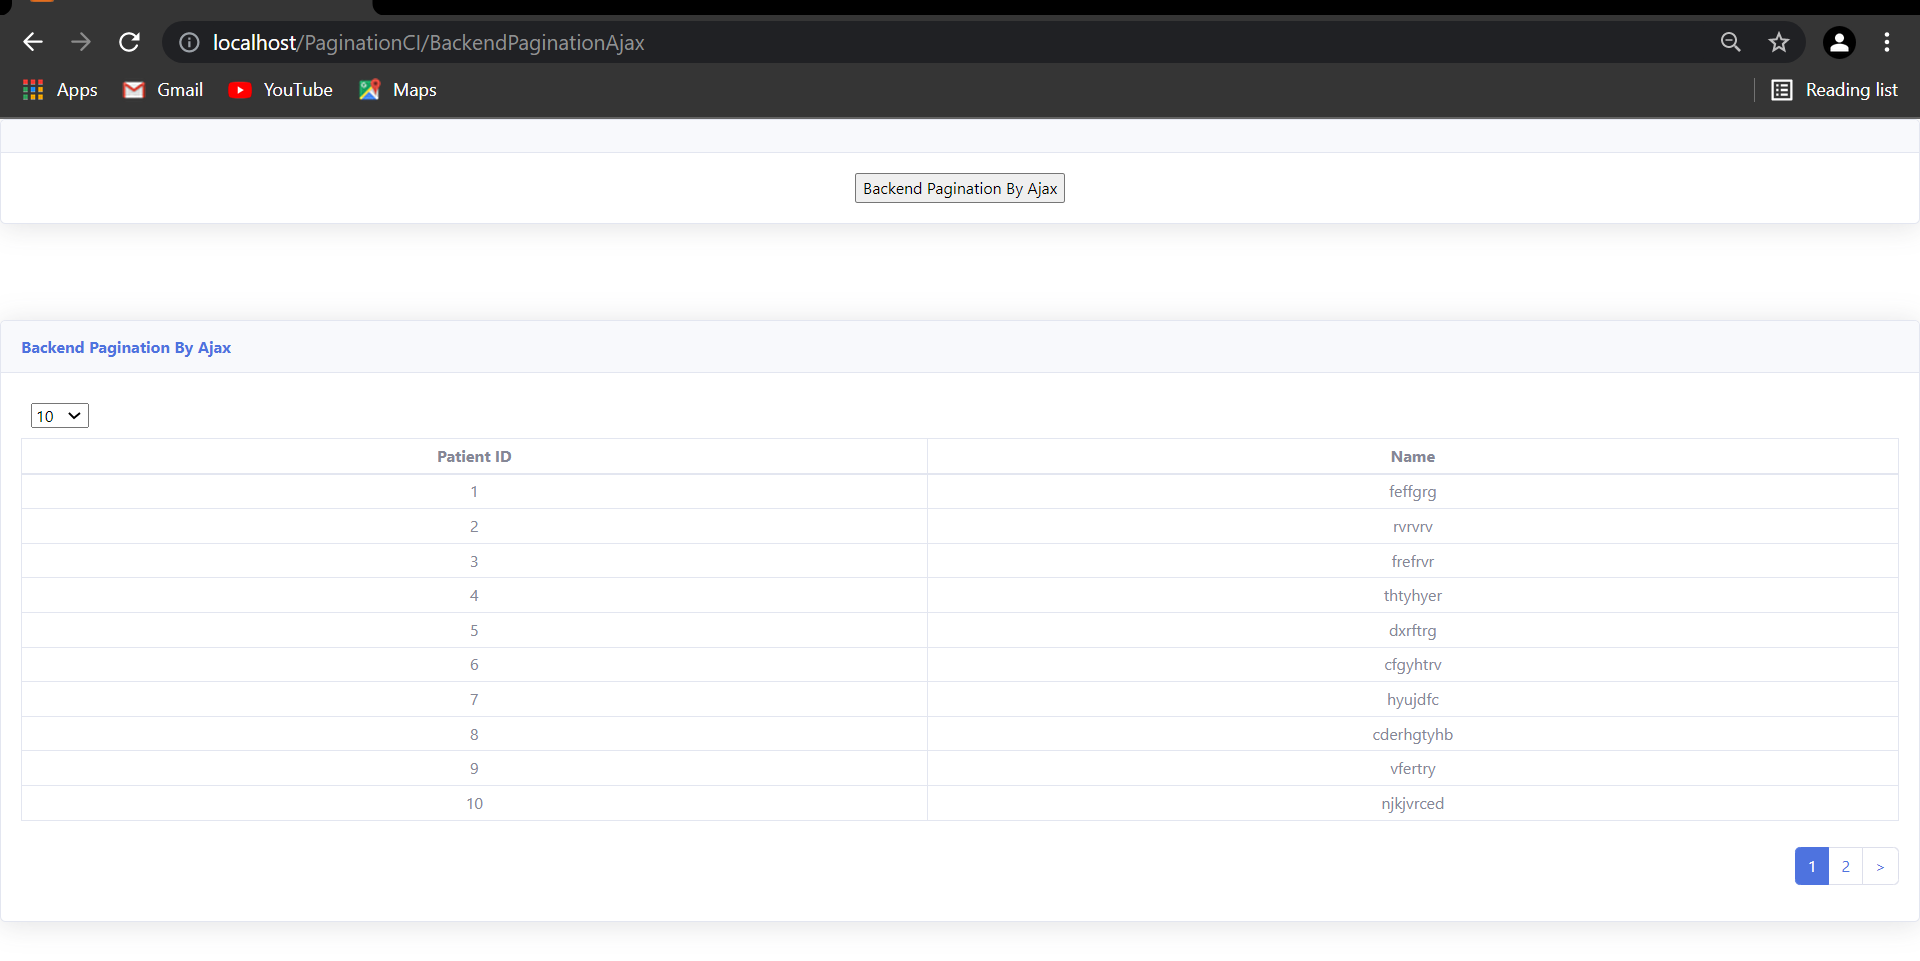 localhost/PaginationCI/BackendPaginationAjax
Apps Gmail YouTube Maps Reading list
Backend Pagination By Ajax
Backend Pagination By Ajax
10
Patient ID Name
1 feffgrg
2 rvrvrv
3 frefrvr
4 thtyhyer
5 dxrftrg
6 cfgyhtrv
7 hyujdfc
8 cderhgtyhb
9 vfertry
10 njkjvrced
1 2 >